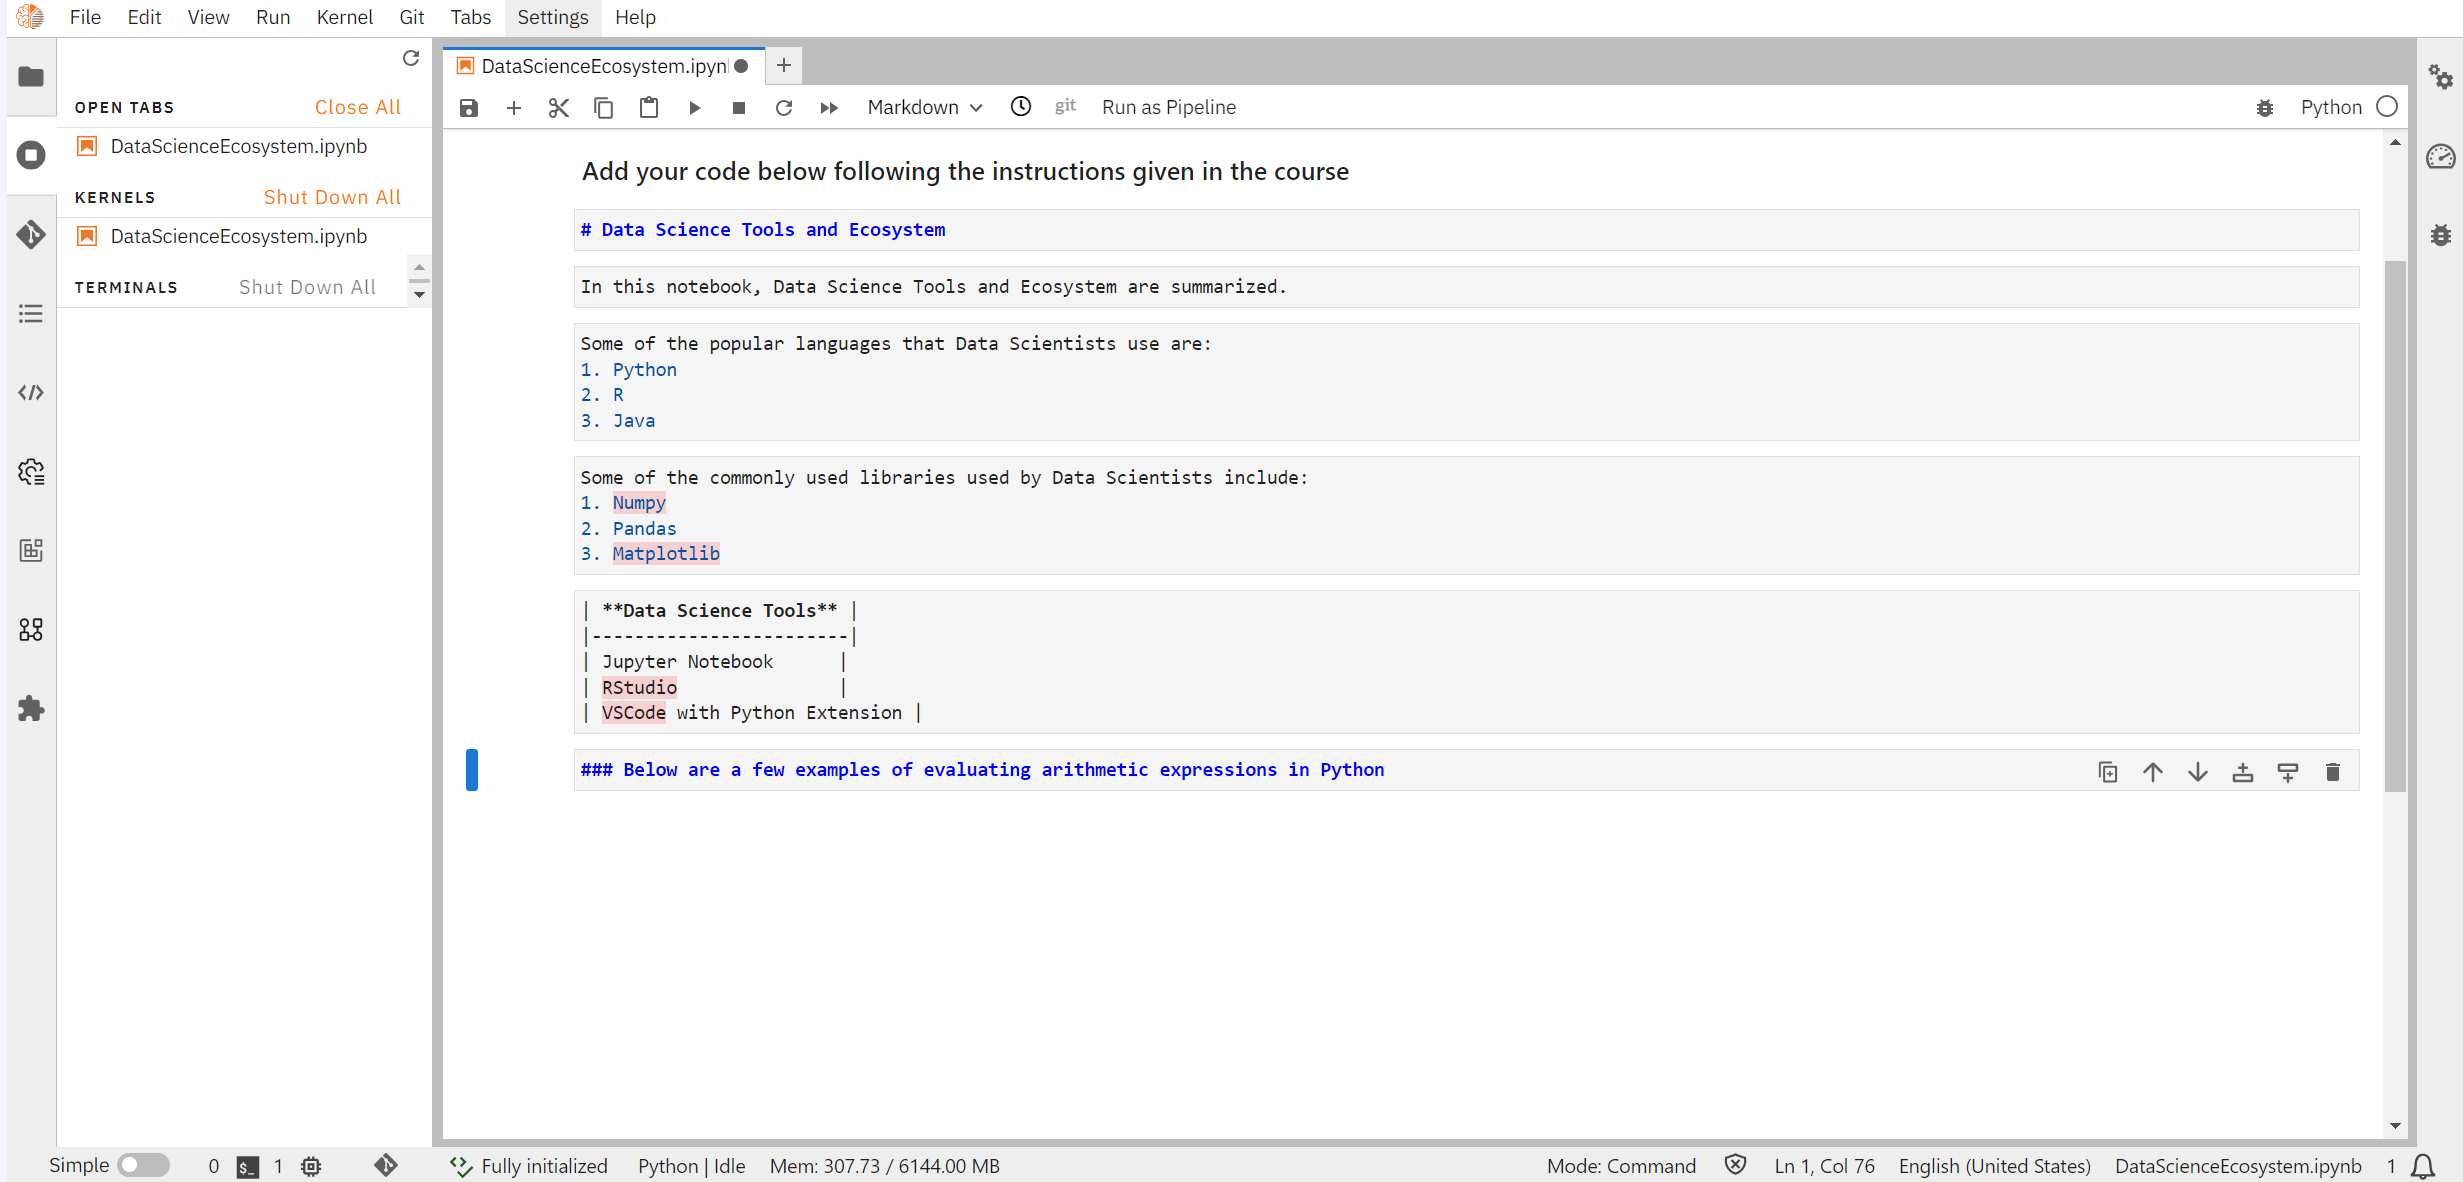 File Edit View Run Kernel Git Tabs Settings Help
OPEN TABS Close All
DataScienceEcosystem.ipynb
KERNELS Shut Down All
DataScienceEcosystem.ipynb
TERMINALS Shut Down All
DataScienceEcosystem.ipyn
Markdown git Run as Pipeline Python
Add your code below following the instructions given in the course
# Data Science Tools and Ecosystem
In this notebook, Data Science Tools and Ecosystem are summarized.
Some of the popular languages that Data Scientists use are:
1. Python
2. R
3. Java
Some of the commonly used libraries used by Data Scientists include:
1. Numpy
2. Pandas
3. Matplotlib
| **Data Science Tools** |
|------------------------|
| Jupyter Notebook      |
| RStudio               |
| VSCode with Python Extension |
### Below are a few examples of evaluating arithmetic expressions in Python
Simple 0 $_ 1 Fully initialized Python | Idle Mem: 307.73 / 6144.00 MB Mode: Command Ln 1, Col 76 English (United States) DataScienceEcosystem.ipynb 1